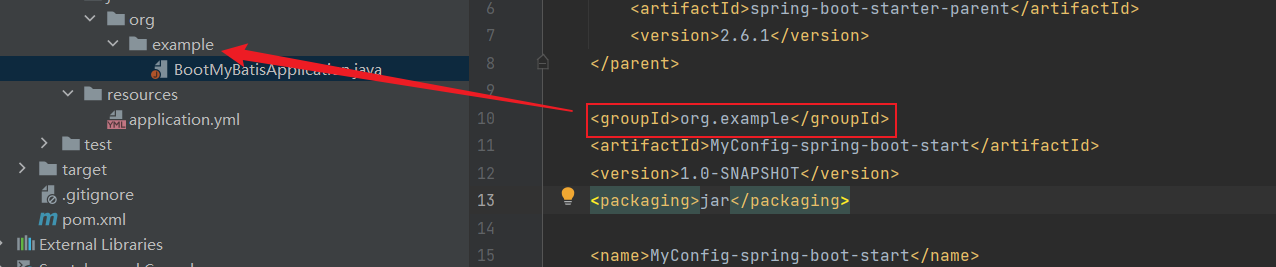 org
example
BootMyBatisApplication.java
resources
application.yml
test
target
.gitignore
pom.xml
External Libraries
6 <artifactId>spring-boot-starter-parent</artifactId>
7 <version>2.6.1</version>
8 </parent>
9
10 <groupId>org.example</groupId>
11 <artifactId>MyConfig-spring-boot-start</artifactId>
12 <version>1.0-SNAPSHOT</version>
13 <packaging>jar</packaging>
14
15 <name>MyConfig-spring-boot-start</name>